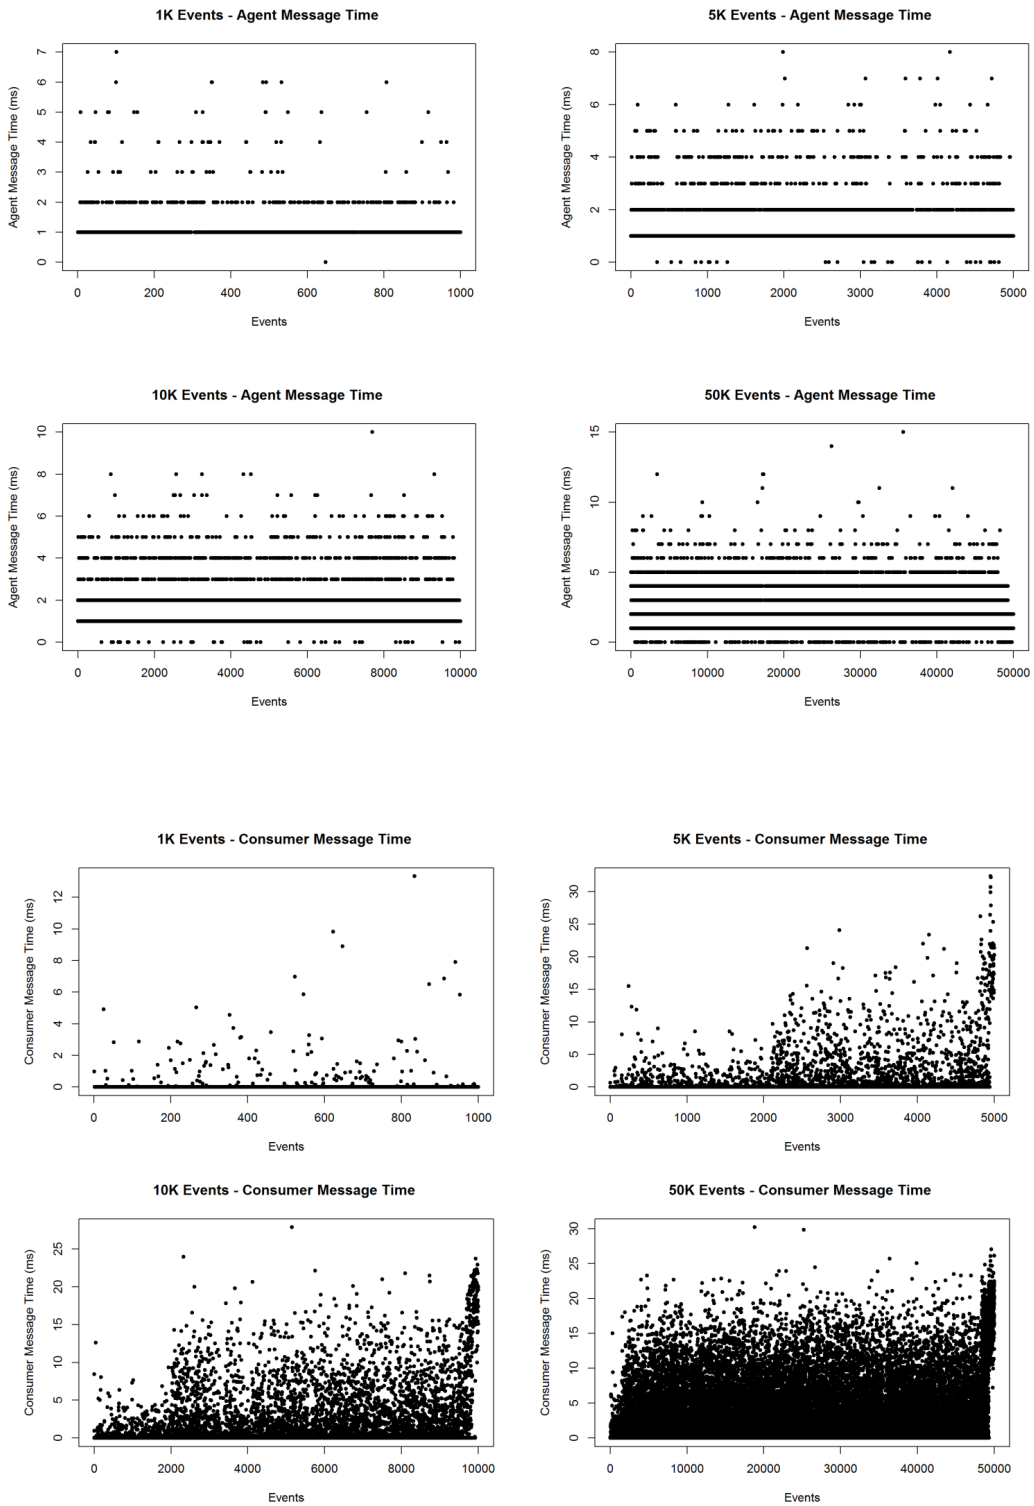 1K Events - Agent Message Time
Agent Message Time (ms)
0 1 2 3 4 5 6 7
0 200 400 600 800 1000
Events
5K Events - Agent Message Time
Agent Message Time (ms)
0 2 4 6 8
0 1000 2000 3000 4000 5000
Events
10K Events - Agent Message Time
Agent Message Time (ms)
0 2 4 6 8 10
0 2000 4000 6000 8000 10000
Events
50K Events - Agent Message Time
Agent Message Time (ms)
0 5 10 15
0 10000 20000 30000 40000 50000
Events
1K Events - Consumer Message Time
Consumer Message Time (ms)
0 2 4 6 8 10 12
0 200 400 600 800 1000
Events
5K Events - Consumer Message Time
Consumer Message Time (ms)
0 5 10 15 20 25 30
0 1000 2000 3000 4000 5000
Events
10K Events - Consumer Message Time
Consumer Message Time (ms)
0 5 10 15 20 25
0 2000 4000 6000 8000 10000
Events
50K Events - Consumer Message Time
Consumer Message Time (ms)
0 5 10 15 20 25 30
0 10000 20000 30000 40000 50000
Events